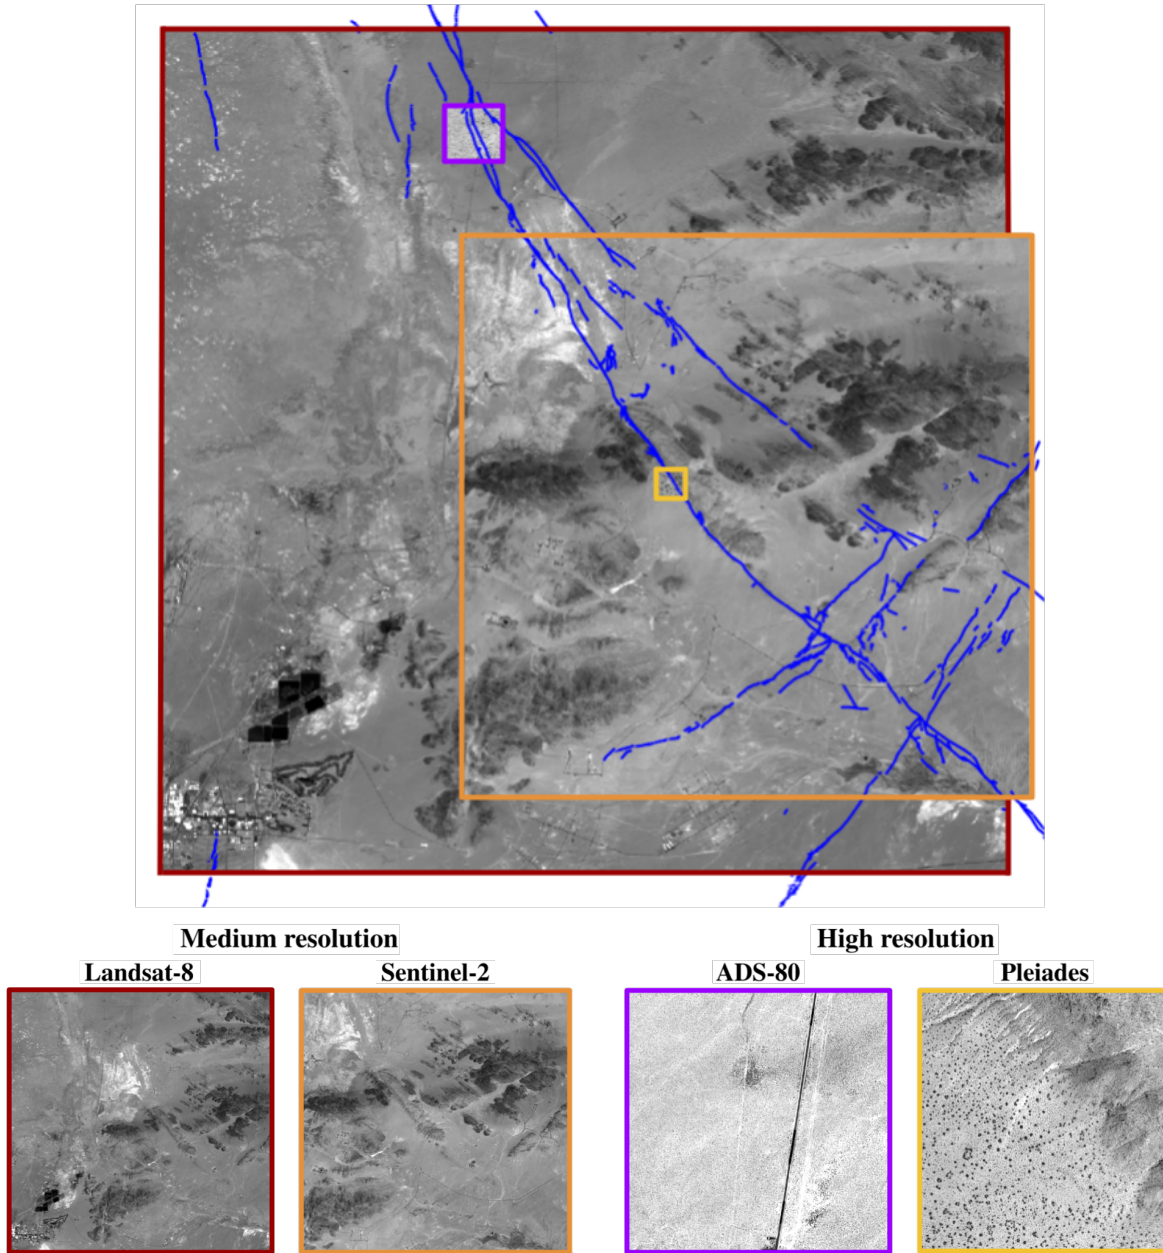 Medium resolution
High resolution
Landsat-8
Sentinel-2
ADS-80
Pleiades